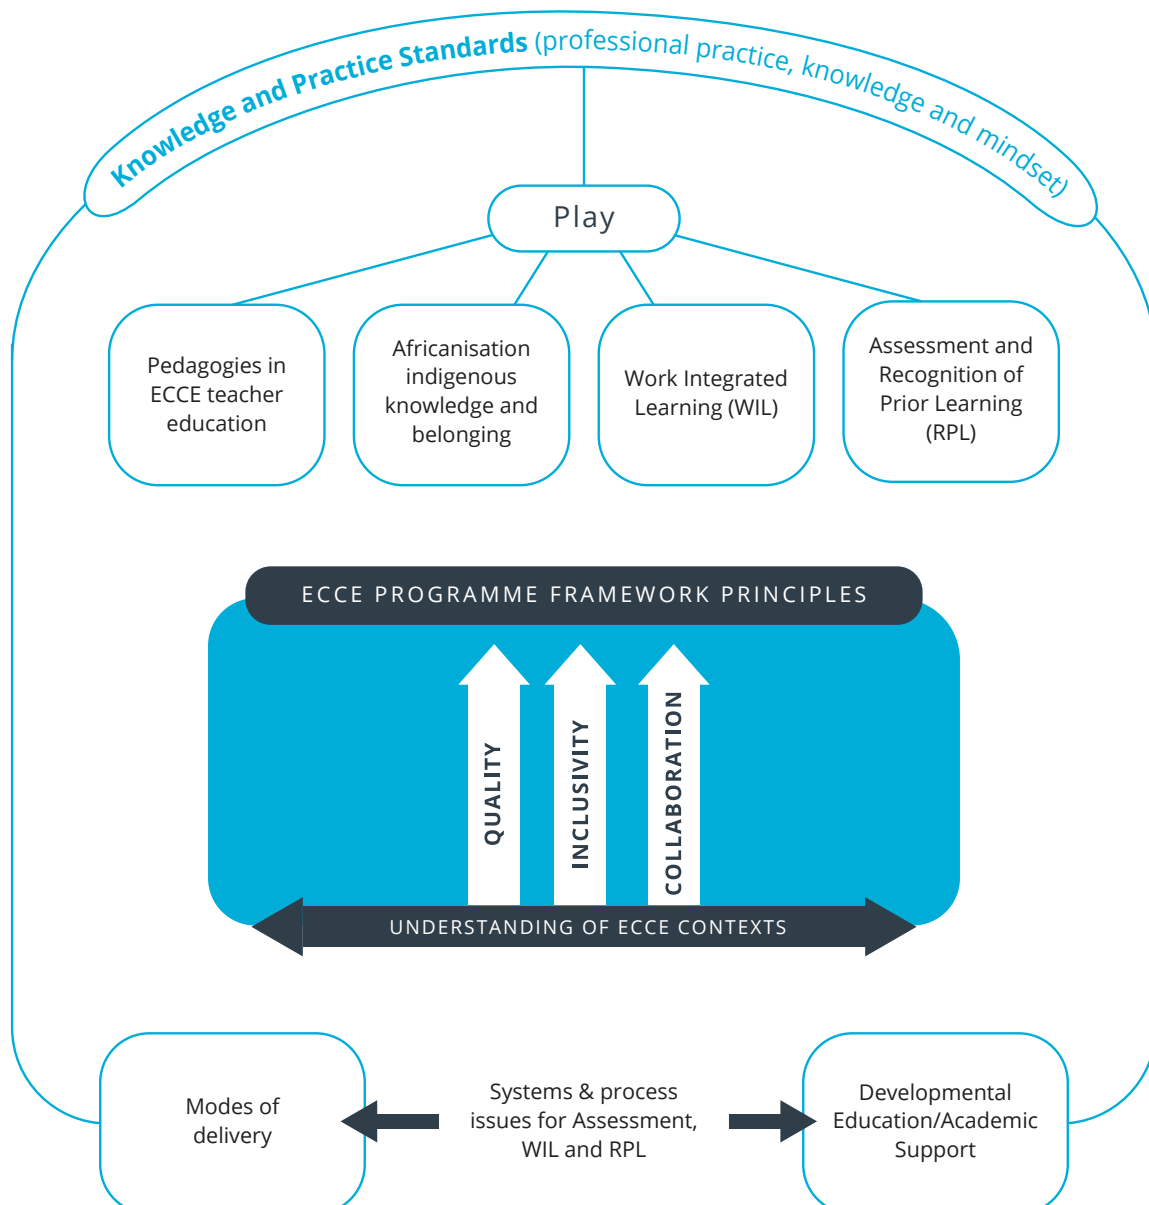 Knowledge and Practice Standards (professional practice, knowledge and mindset)
Play
Pedagogies in
ECCE teacher
education
Africanisation
indigenous
knowledge and
belonging
Work Integrated
Learning (WIL)
Assessment and
Recognition of
Prior Learning
(RPL)
ECCE PROGRAMME FRAMEWORK PRINCIPLES
QUALITY
INCLUSIVITY
COLLABORATION
UNDERSTANDING OF ECCE CONTEXTS
Modes of
delivery
Systems & process
issues for Assessment,
WIL and RPL
Developmental
Education/Academic
Support